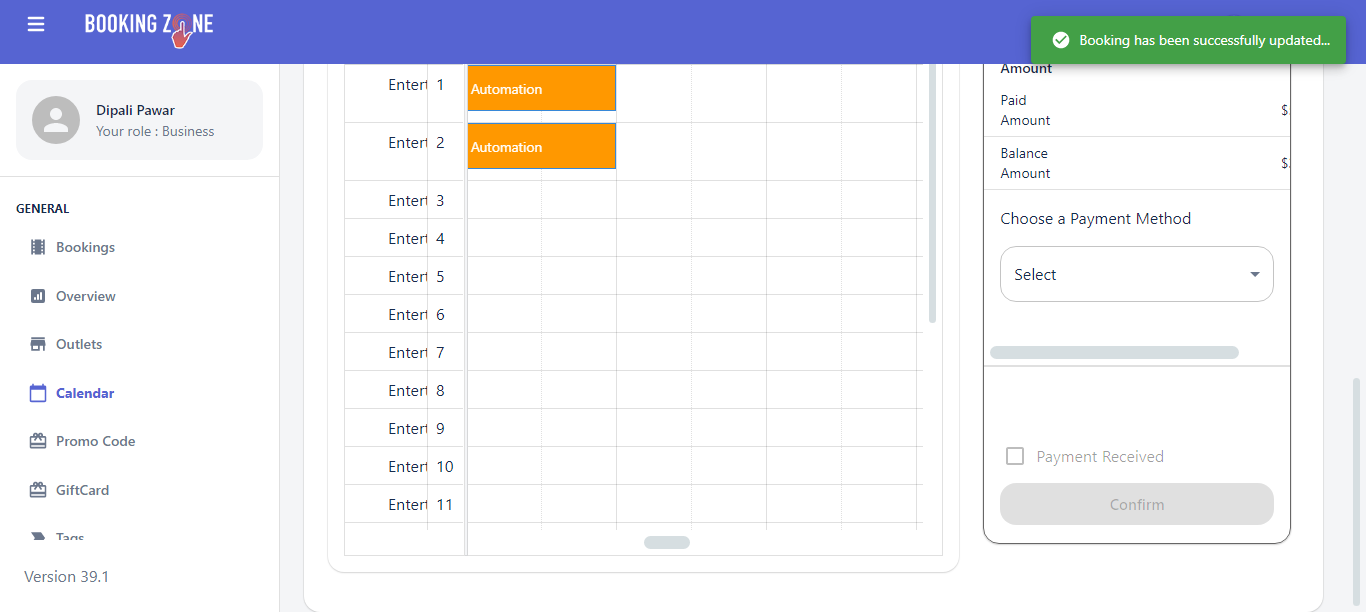 BOOKING ZONE
Booking has been successfully updated...
Dipali Pawar
Your role : Business
GENERAL
Bookings
Overview
Outlets
Calendar
Promo Code
GiftCard
Tags
Version 39.1
Entert 1
Automation
Entert 2
Automation
Entert 3
Entert 4
Entert 5
Entert 6
Entert 7
Entert 8
Entert 9
Entert 10
Entert 11
Amount
Paid
Amount
$
Balance
Amount
$
Choose a Payment Method
Select
Payment Received
Confirm